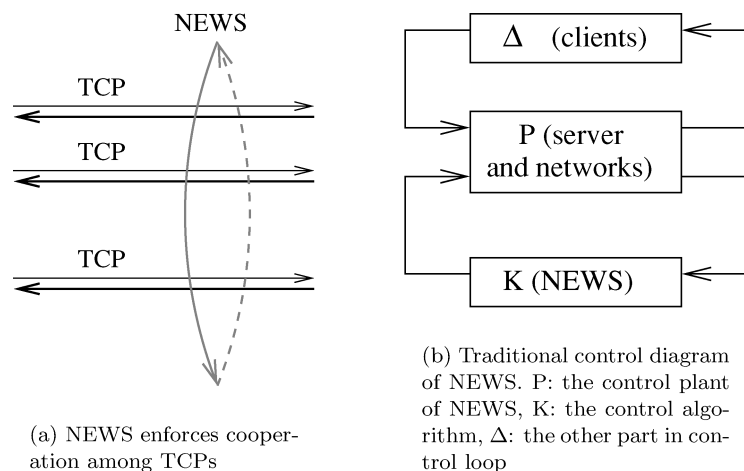 NEWS
TCP
TCP
TCP
(a) NEWS enforces cooper-
ation among TCPs
Δ (clients)
P (server
and networks)
K (NEWS)
(b) Traditional control diagram
of NEWS. P: the control plant
of NEWS, K: the control algo-
rithm, Δ: the other part in con-
trol loop